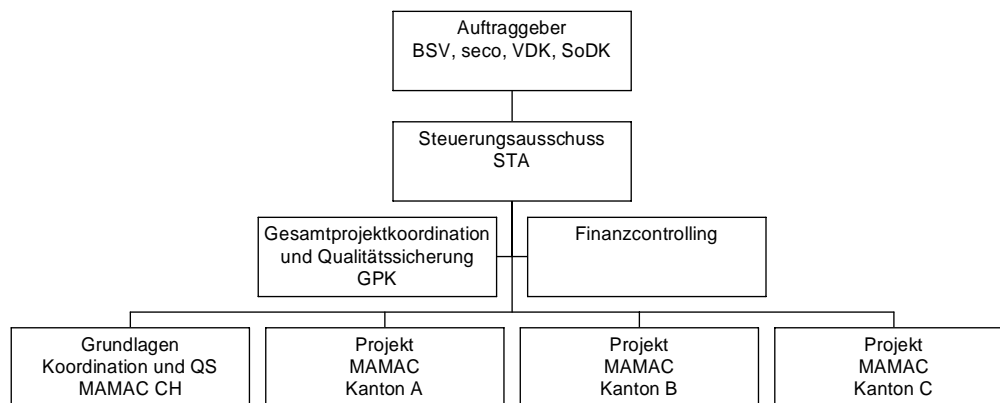 Auftraggeber
BSV, seco, VDK, SoDK
Steuerungsausschuss
STA
Gesamtprojektkoordination
und Qualitätssicherung
GPK
Finanzcontrolling
Grundlagen
Koordination und QS
MAMAC CH
Projekt
MAMAC
Kanton A
Projekt
MAMAC
Kanton B
Projekt
MAMAC
Kanton C